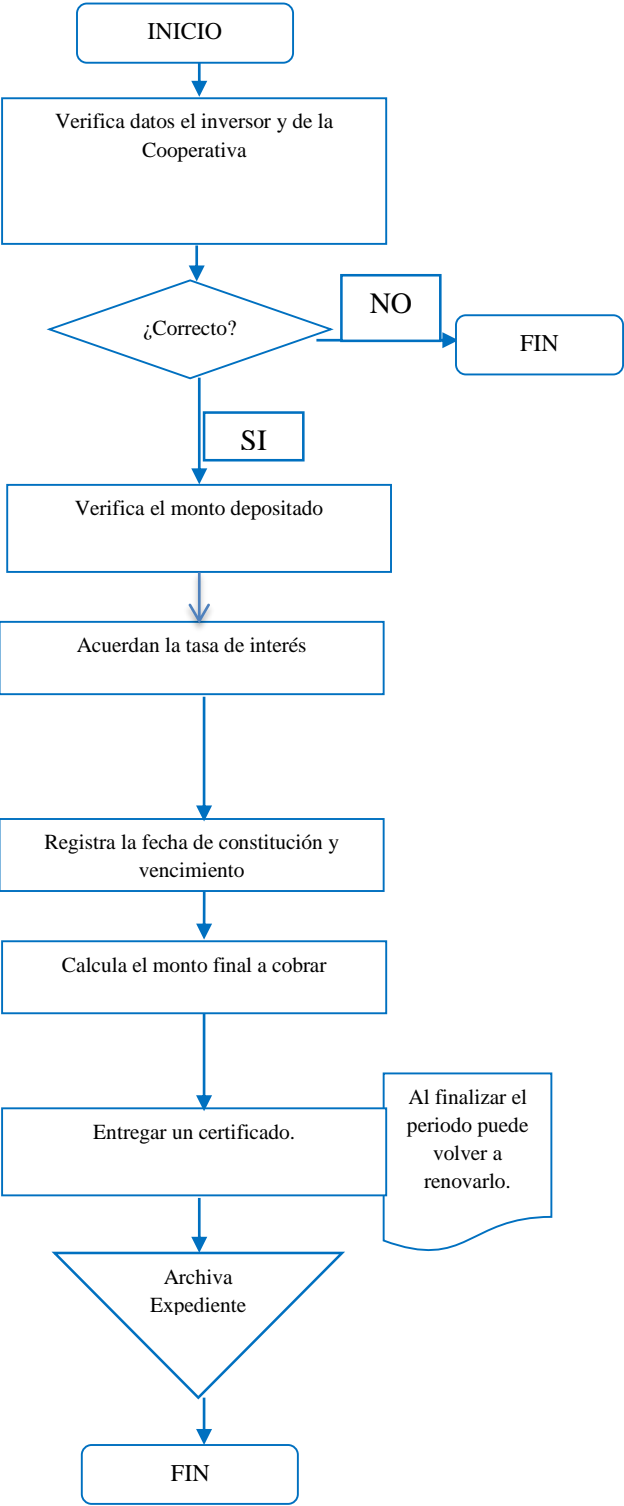 INICIO
Verifica datos el inversor y de la
Cooperativa
¿Correcto?
NO
FIN
SI
Verifica el monto depositado
Acuerdan la tasa de interés
Registra la fecha de constitución y
vencimiento
Calcula el monto final a cobrar
Entregar un certificado.
Al finalizar el
periodo puede
volver a
renovarlo.
Archiva
Expediente
FIN